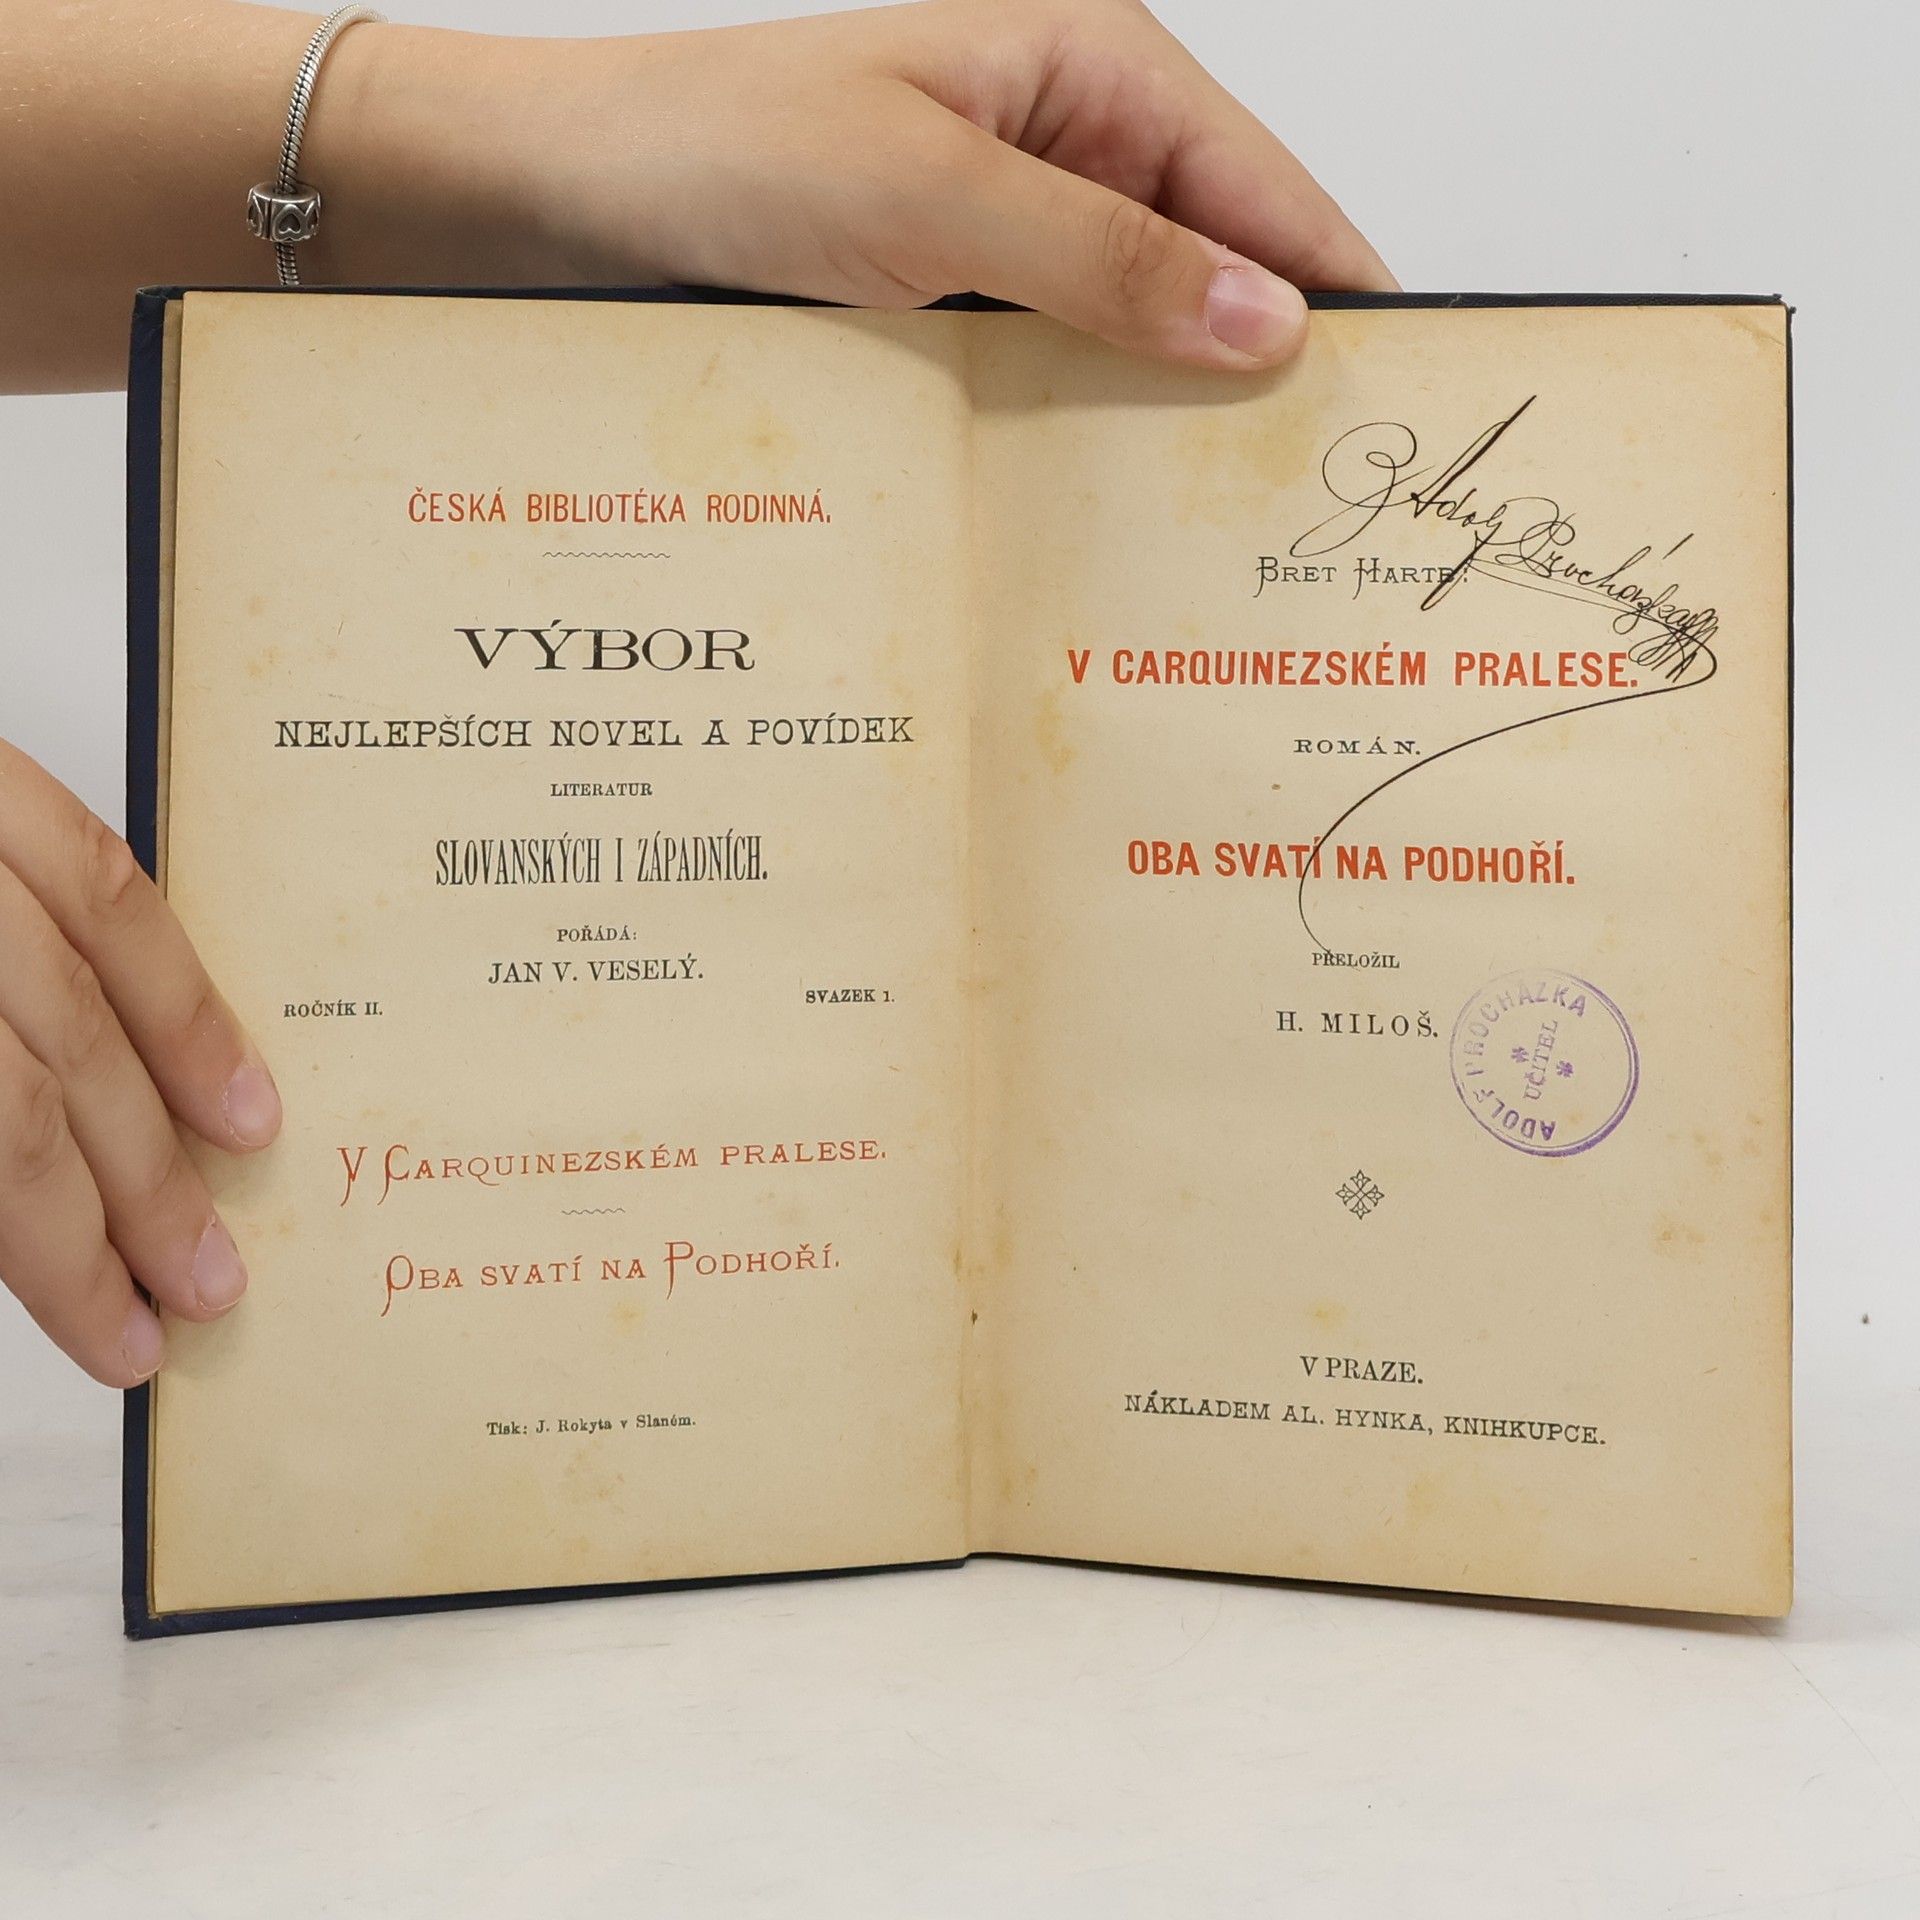 ČESKÁ BIBLIOTÉKA RODINNÁ.
VÝBOR
NEJLEPŠÍCH NOVEL A POVÍDEK
LITERATUR
SLOVANSKÝCH I ZÁPADNÍCH.
POŘÁDÁ:
JAN V. VESELÝ.
ROČNÍK II.
SVAZEK 1.
V CARQUINEZSKÉM PRALESE.
OBA SVATÍ NA PODHOŘÍ.
Tisk: J. Rokyta v Slaném.
Adolf Procházka
BRET HARTE:
V CARQUINEZSKÉM PRALESE.
ROMÁN.
OBA SVATÍ NA PODHOŘÍ.
PŘELOŽIL
H. MILOŠ.
ADOLF PROCHÁZKA
UČITEL
V PRAZE.
NÁKLADEM AL. HYNKA, KNIHKUPCE.